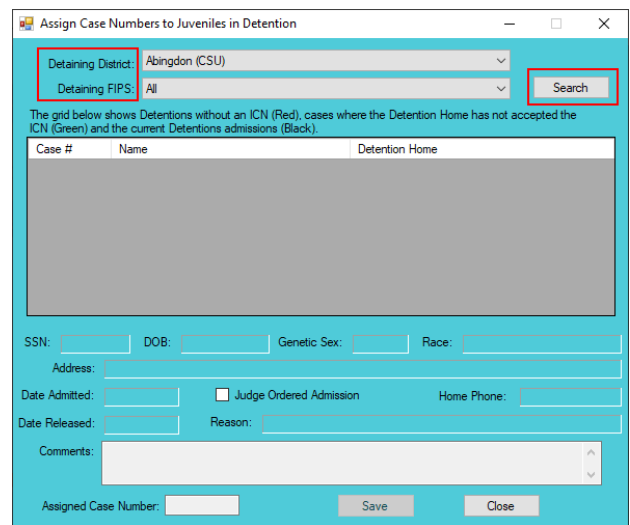 Assign Case Numbers to Juveniles in Detention
Detaining District: Abingdon (CSU)
Detaining FIPS: All Search
The grid below shows Detentions without an ICN (Red), cases where the Detention Home has not accepted the
ICN (Green) and the current Detentions admissions (Black).
Case # Name Detention Home
SSN: DOB: Genetic Sex: Race:
Address:
Date Admitted: Judge Ordered Admission Home Phone:
Date Released: Reason:
Comments:
Assigned Case Number: Save Close